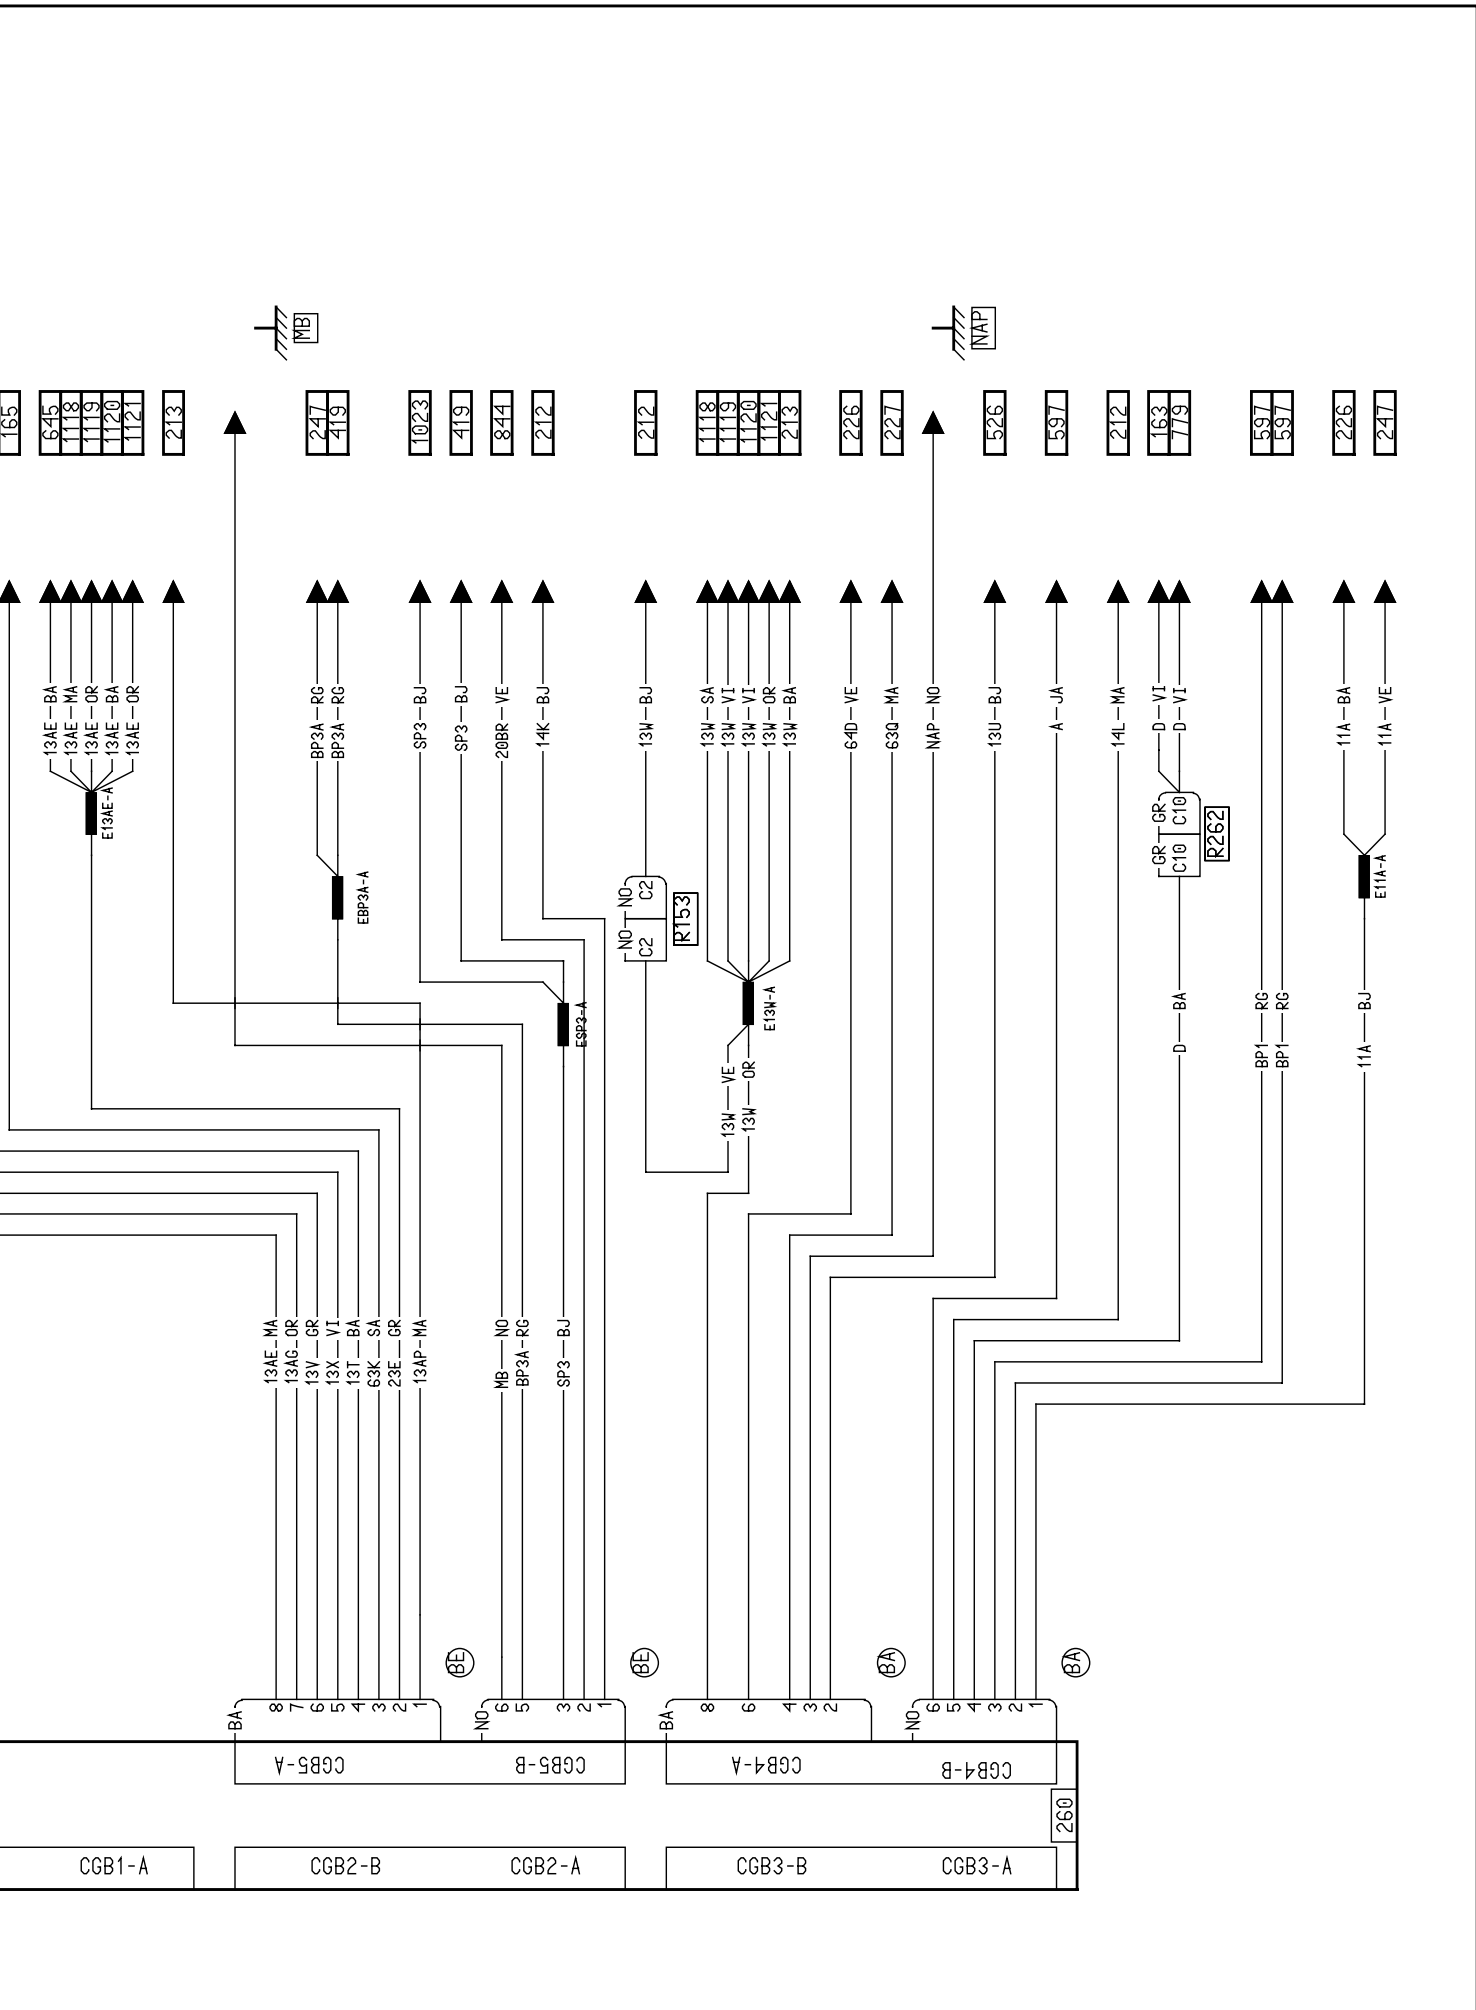 MB
NAP
165
645
1118
1119
1120
1121
213
247
419
1023
419
844
212
212
1118
1119
1120
1121
213
226
227
526
597
212
163
779
597
597
226
247
13AE—BA
13AE—MA
13AE—OR
13AE—BA
13AE—OR
BP3A—RG
BP3A—RG
SP3—BJ
SP3—BJ
20BR—VE
14K—BJ
13W—BJ
13W—SA
13W—VI
13W—VI
13W—OR
13W—BA
64D—VE
63Q—MA
NAP—NO
13U—BJ
A—JA
14L—MA
D—VI
D—VI
11A—BA
11A—VE
E13AE-A
EBP3A-A
NO
NO
C2
C2
R153
GR
GR
C10
C10
R262
E11A-A
ESP3-A
E13W-A
13W—VE
13W—OR
D—BA
BP1—RG
BP1—RG
11A—BJ
13AE—MA
13AG—OR
13V—GR
13X—VI
13T—BA
63K—SA
23E—GR
13AP—MA
MB—NO
BP3A—RG
SP3—BJ
BE
BE
BA
BA
BA
8
7
6
5
4
3
2
1
NO
6
5
3
2
1
BA
8
6
4
3
2
NO
6
5
4
3
2
1
CGB5-A
CGB5-B
CGB4-A
CGB4-B
260
CGB1-A
CGB2-B
CGB2-A
CGB3-B
CGB3-A